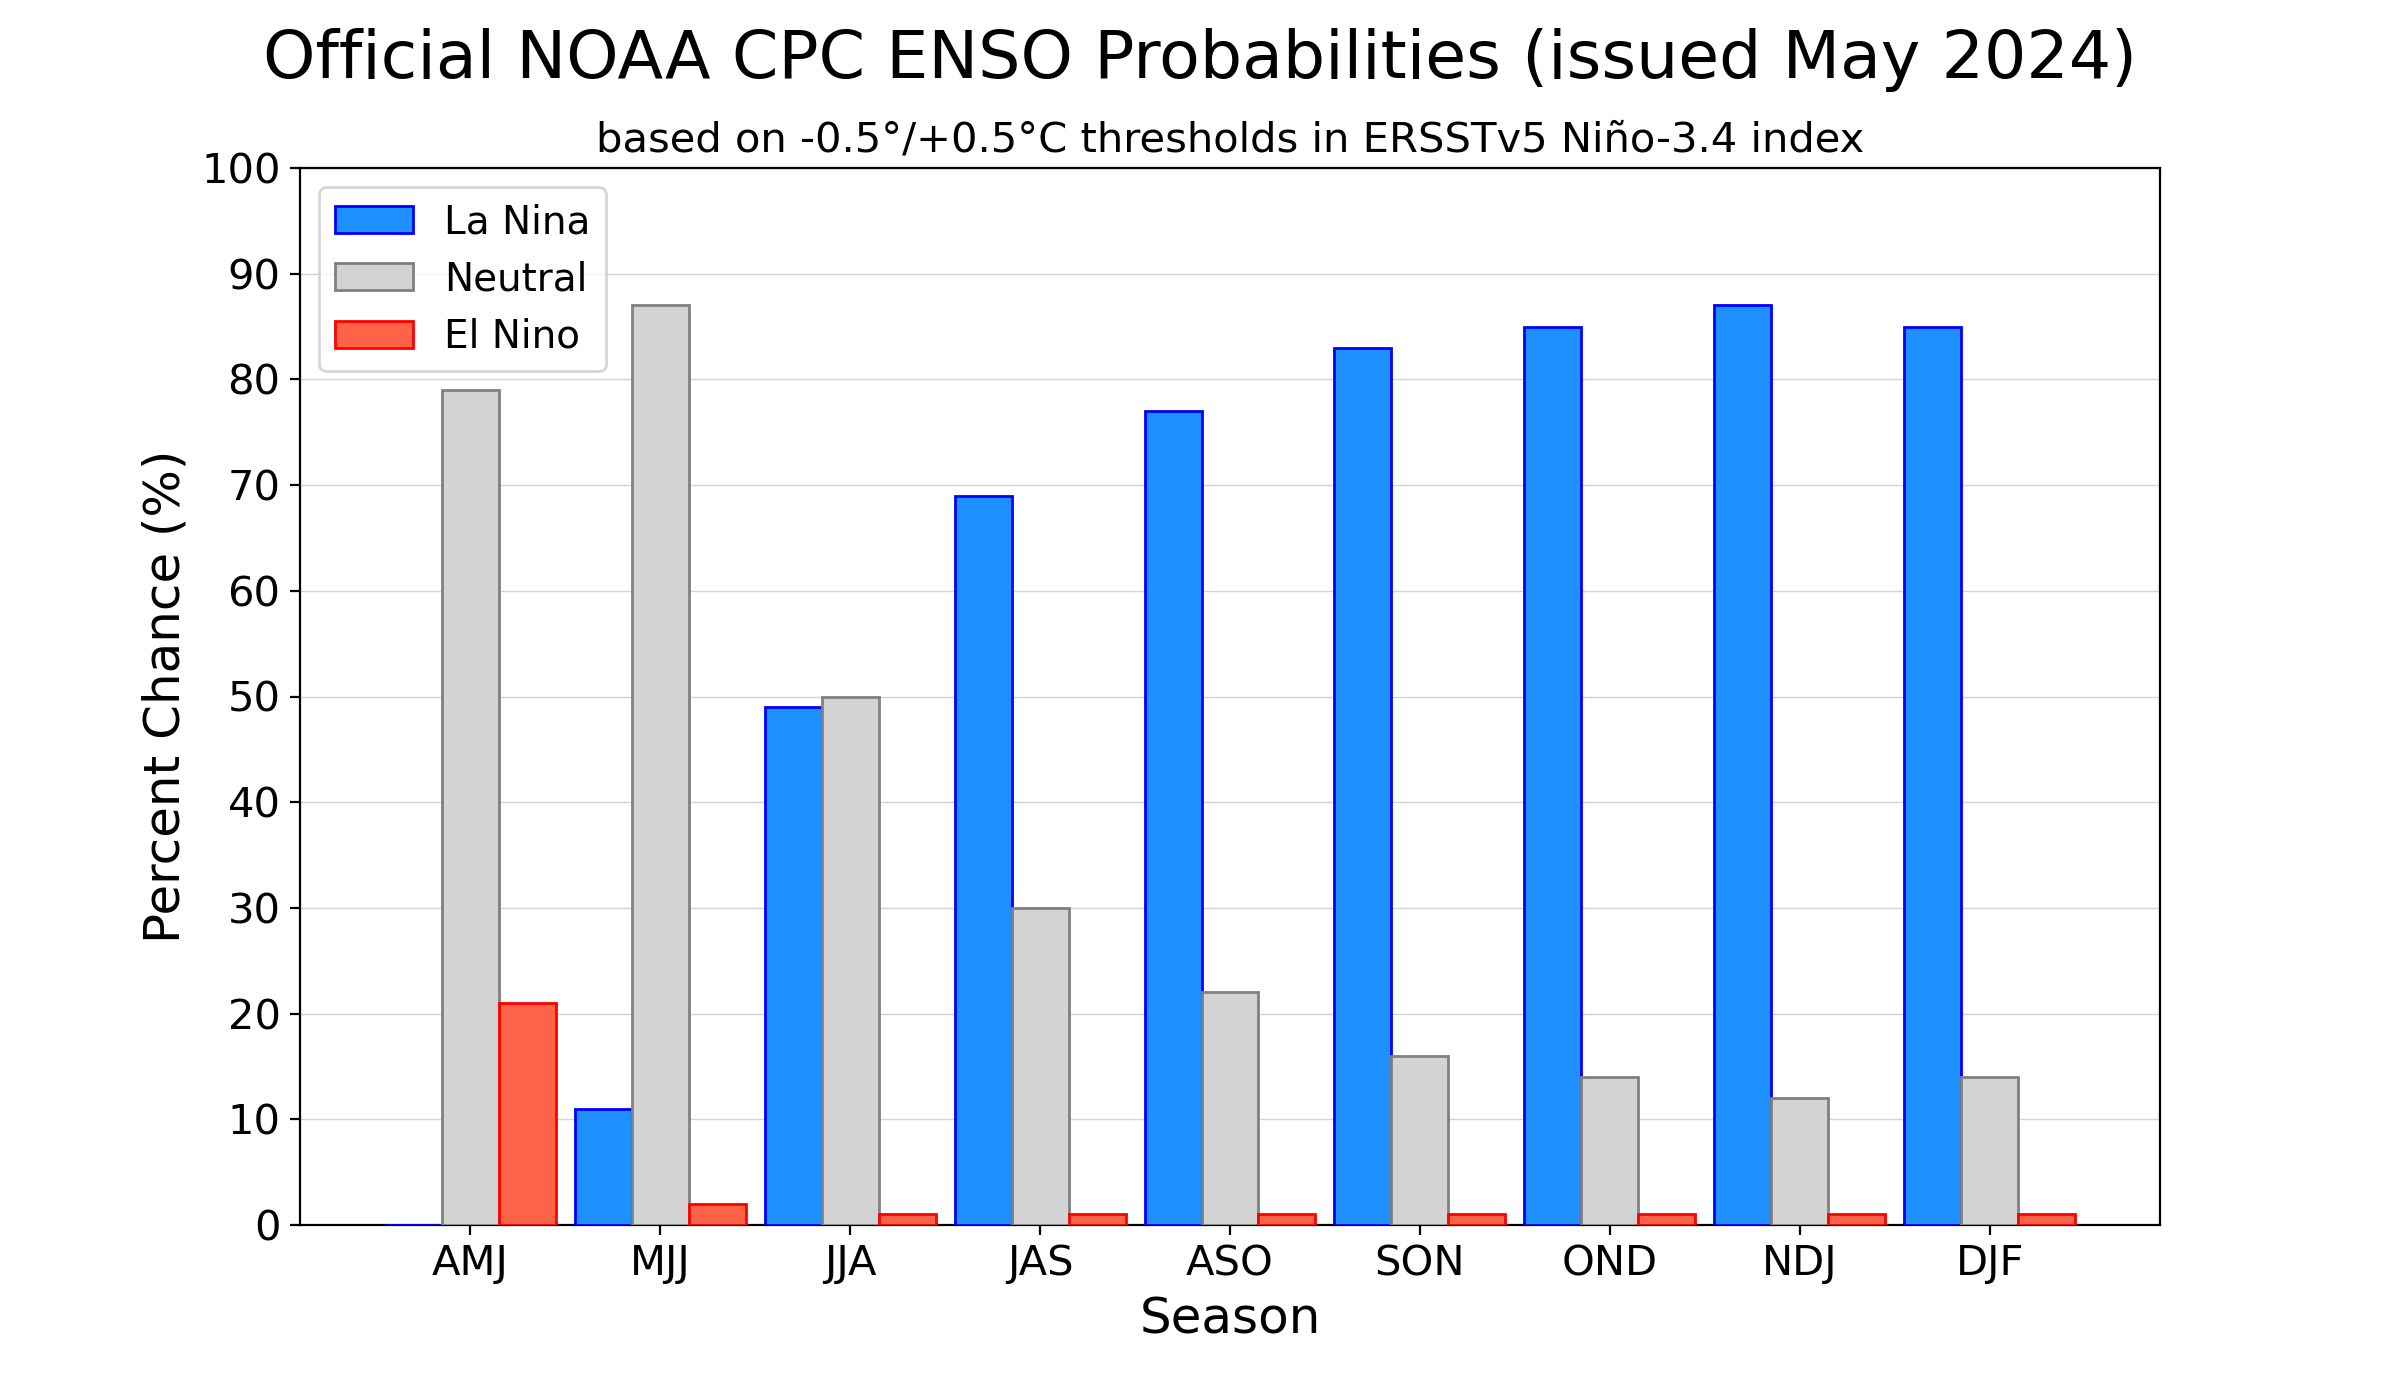 Official NOAA CPC ENSO Probabilities (issued May 2024)
based on -0.5°/+0.5°C thresholds in ERSSTv5 Niño-3.4 index
La Nina
Neutral
El Nino
Percent Chance (%)
100
90
80
70
60
50
40
30
20
10
0
AMJ MJJ JJA JAS ASO SON OND NDJ DJF
Season